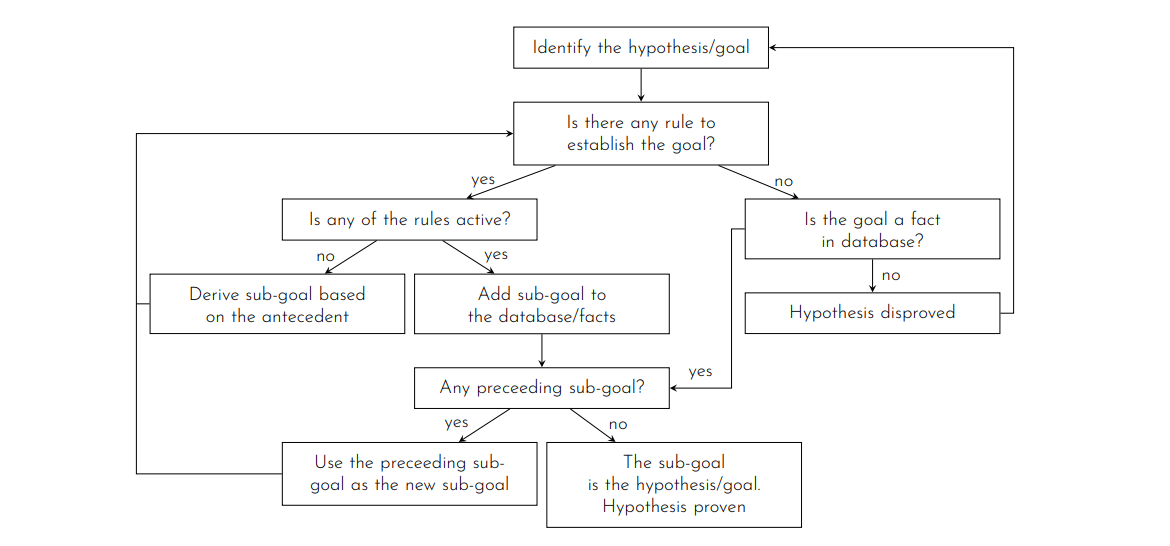 Identify the hypothesis/goal
Is there any rule to
establish the goal?
yes
no
Is any of the rules active?
Is the goal a fact
in database?
no
yes
no
Derive sub-goal based
on the antecedent
Add sub-goal to
the database/facts
Hypothesis disproved
yes
Any preceeding sub-goal?
yes
no
Use the preceeding sub-
goal as the new sub-goal
The sub-goal
is the hypothesis/goal.
Hypothesis proven